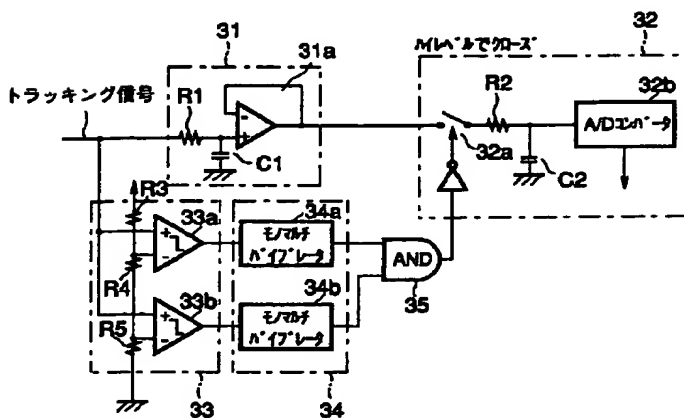 31
31a
ハイレベルでクローズ
32
トラッキング信号
R1
R2
32b
A/Dコンバータ
C1
32a
C2
R3
33a
34a
モノマルチ
バイブレータ
R4
AND
35
33b
34b
モノマルチ
バイブレータ
R5
33
34